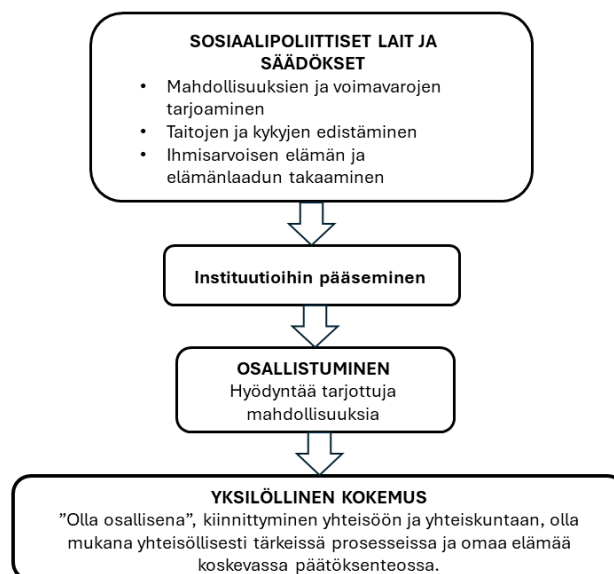 SOSIAALIPOLIITTISET LAIT JA
SÄÄDÖKSET
• Mahdollisuuksien ja voimavarojen
tarjoaminen
• Taitojen ja kykyjen edistäminen
• Ihmisarvoisen elämän ja
elämänlaadun takaaminen
Instituutioihin pääseminen
OSALLISTUMINEN
Hyödyntää tarjottuja
mahdollisuuksia
YKSILÖLLINEN KOKEMUS
”Olla osallisena”, kiinnittyminen yhteisöön ja yhteiskuntaan, olla
mukana yhteisöllisesti tärkeissä prosesseissa ja omaa elämää
koskevassa päätöksenteossa.